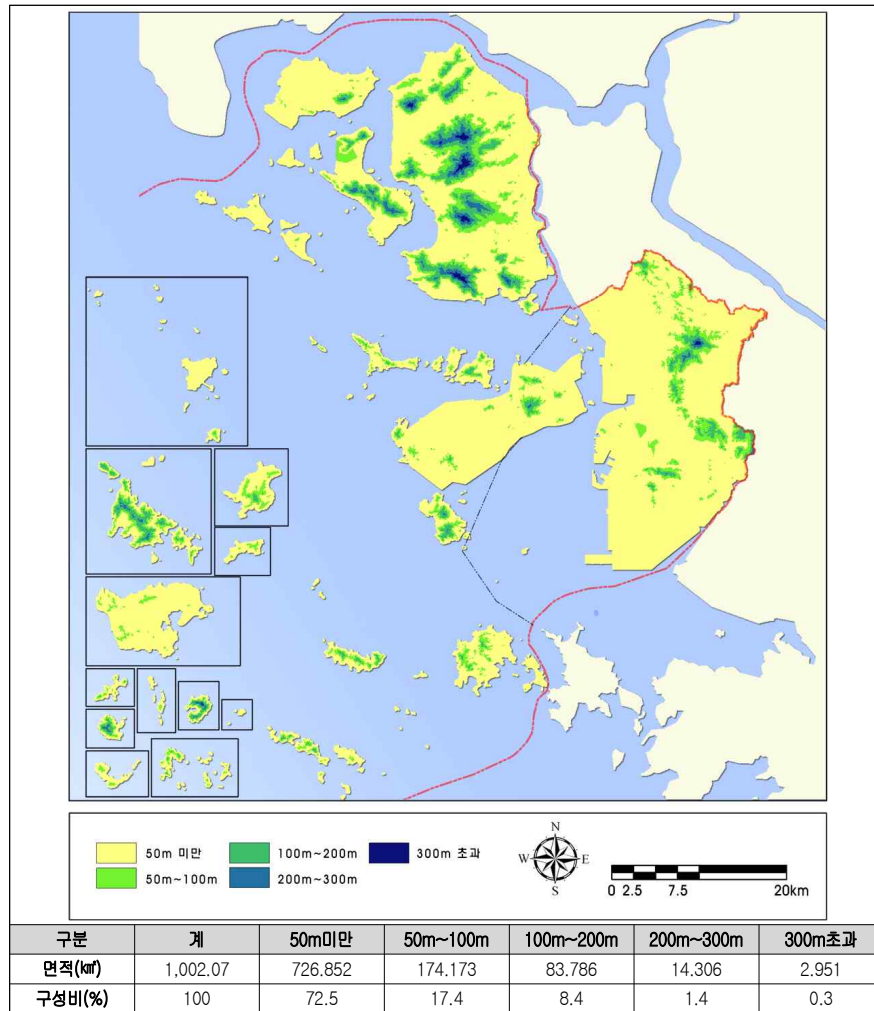 50m 미만 100m~200m 300m 초과
50m~100m 200m~300m
N
W E
S
0 2.5 7.5 20km
구분 계 50m미만 50m~100m 100m~200m 200m~300m 300m초과
면적(㎢) 1,002.07 726.852 174.173 83.786 14.306 2.951
구성비(%) 100 72.5 17.4 8.4 1.4 0.3